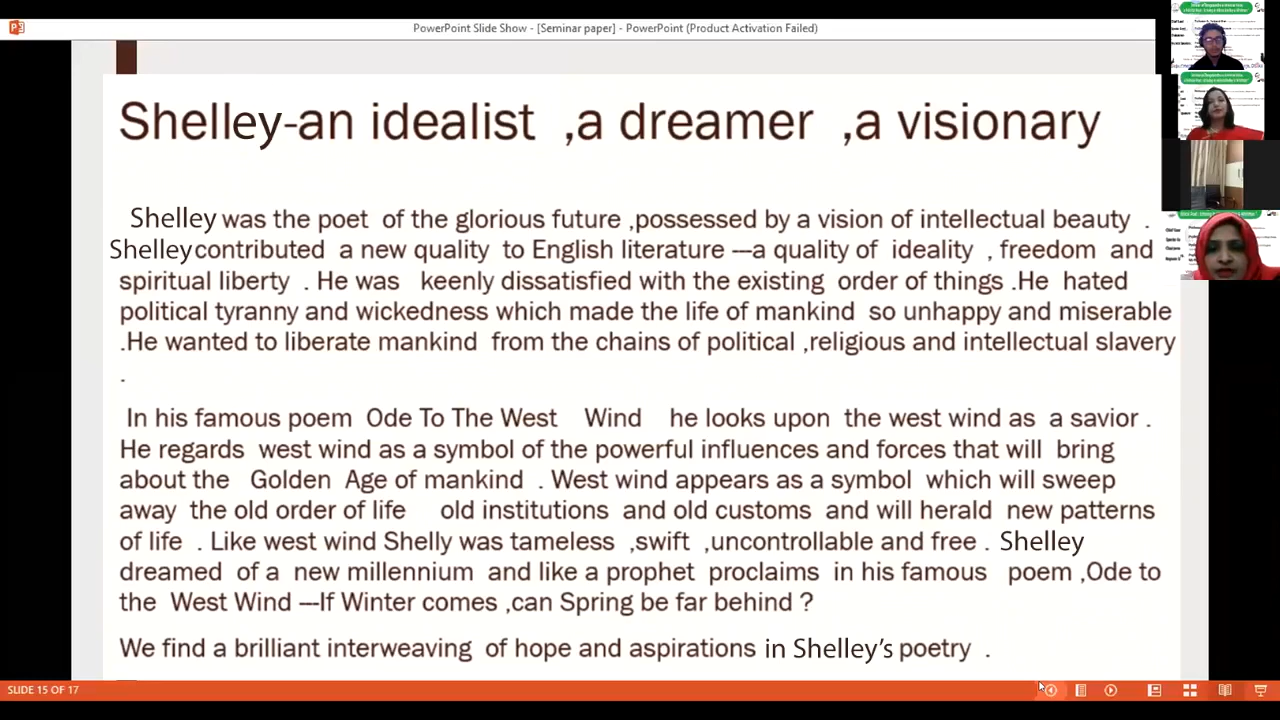 PowerPoint Slide Show - [Seminar paper] - PowerPoint (Product Activation Failed)
Shelley-an idealist ,a dreamer ,a visionary
Shelley was the poet of the glorious future ,possessed by a vision of intellectual beauty .
Shelley contributed a new quality to English literature ---a quality of ideality , freedom and
spiritual liberty . He was keenly dissatisfied with the existing order of things .He hated
political tyranny and wickedness which made the life of mankind so unhappy and miserable
.He wanted to liberate mankind from the chains of political ,religious and intellectual slavery
.
In his famous poem Ode To The West Wind he looks upon the west wind as a savior .
He regards west wind as a symbol of the powerful influences and forces that will bring
about the Golden Age of mankind . West wind appears as a symbol which will sweep
away the old order of life old institutions and old customs and will herald new patterns
of life . Like west wind Shelly was tameless ,swift ,uncontrollable and free . Shelley
dreamed of a new millennium and like a prophet proclaims in his famous poem ,Ode to
the West Wind ---If Winter comes ,can Spring be far behind ?
We find a brilliant interweaving of hope and aspirations in Shelley's poetry .
SLIDE 15 OF 17